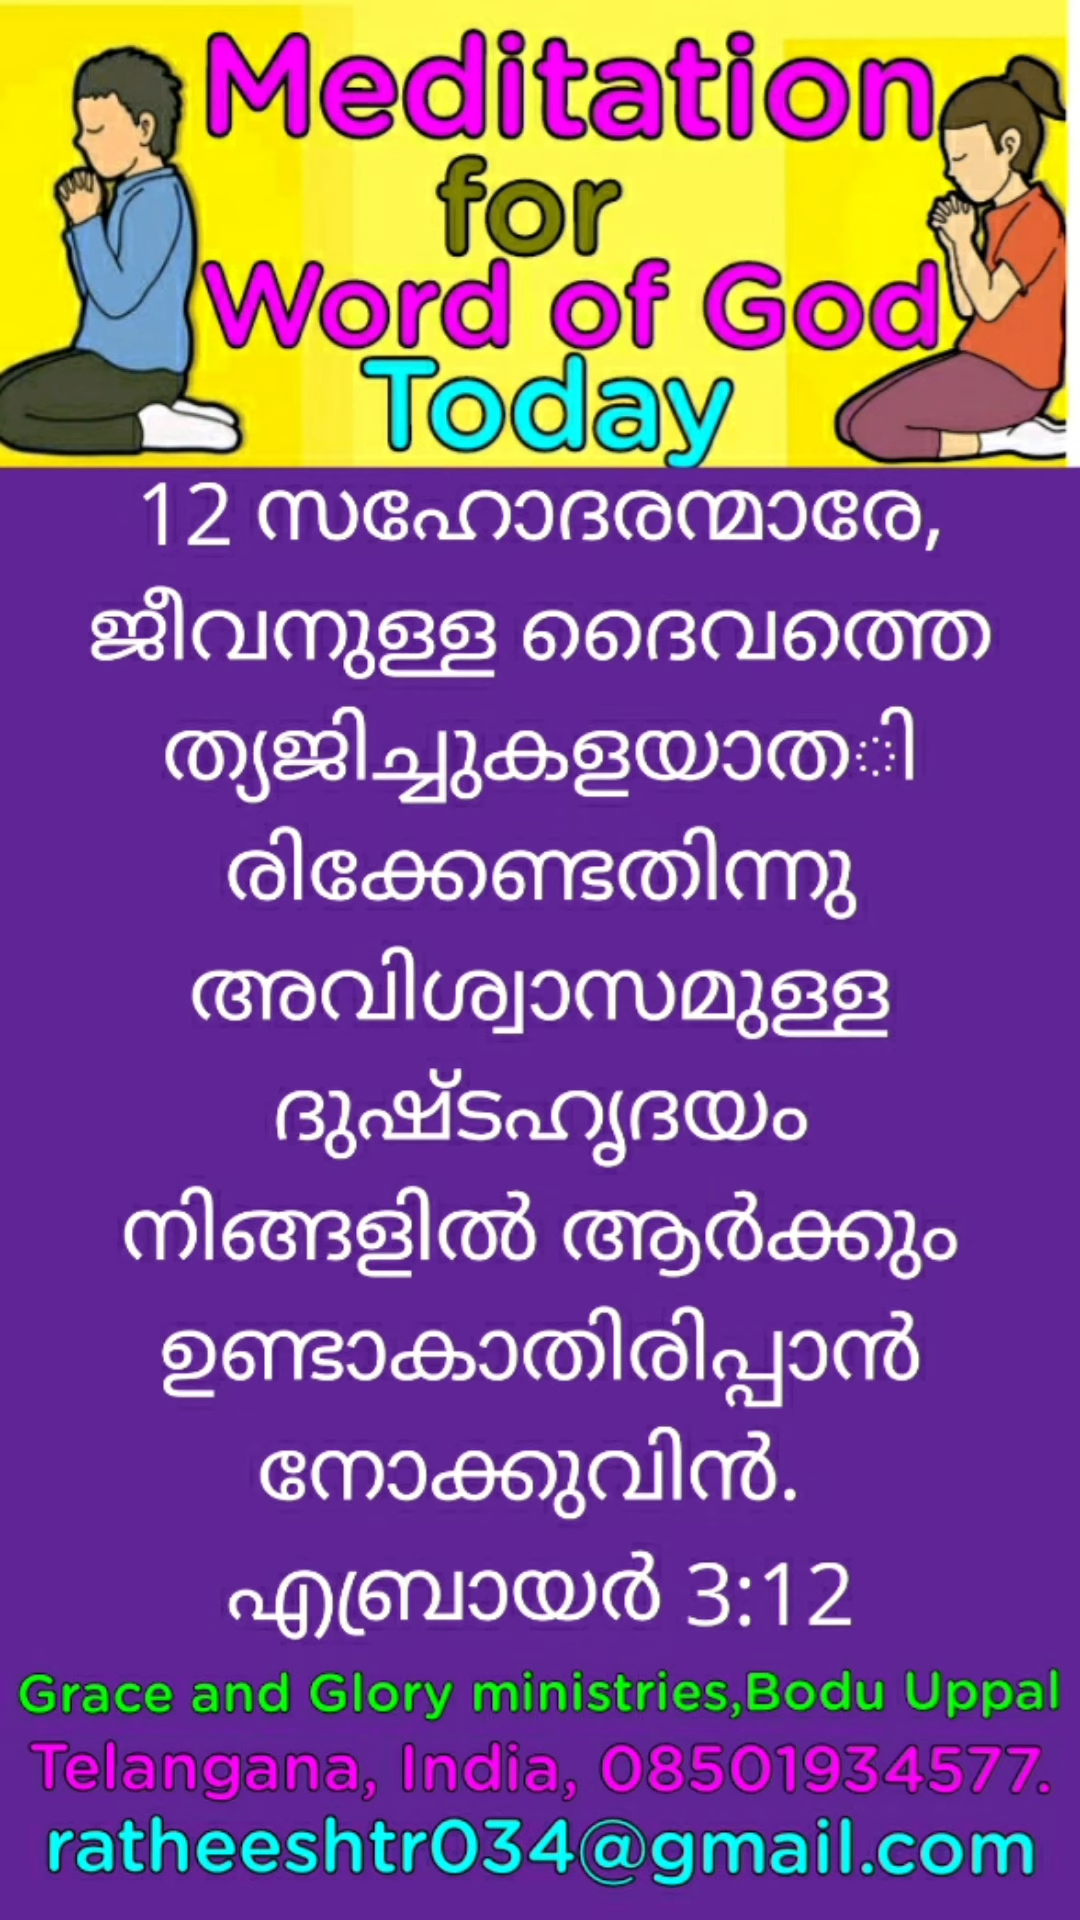 Meditation
for
Word of God
Today
12 സഹോദരന്മാരേ,
ജീവനുള്ള ദൈവത്തെ
ത്യജിച്ചുകളയാത◌ി
രിക്കേണ്ടതിന്നു
അവിശ്വാസമുള്ള
ദുഷ്ടഹൃദയം
നിങ്ങളിൽ ആർക്കും
ഉണ്ടാകാതിരിപ്പാൻ
നോക്കുവിൻ.
എബ്രായർ 3:12
Grace and Glory ministries,Bodu Uppal
Telangana, India, 08501934577.
ratheeshtr034@gmail.com